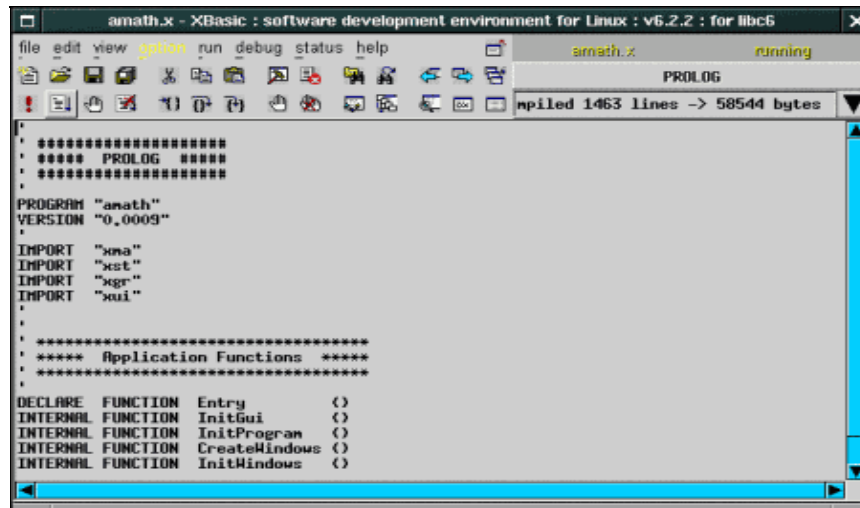 amath.x - XBasic : software development environment for Linux : v6.2.2 : for libc6
file edit view option run debug status help
amath.x running
PROLOG
mpiled 1463 lines -> 58544 bytes
'
' ####################
' ##### PROLOG #####
' ####################
'
PROGRAM "amath"
VERSION "0.0009"
'
IMPORT "xma"
IMPORT "xst"
IMPORT "xgr"
IMPORT "xui"
'
'
' ***********************************
' ***** Application Functions *****
' ***********************************
'
DECLARE FUNCTION Entry ()
INTERNAL FUNCTION InitGui ()
INTERNAL FUNCTION InitProgram ()
INTERNAL FUNCTION CreateWindows ()
INTERNAL FUNCTION InitWindows ()